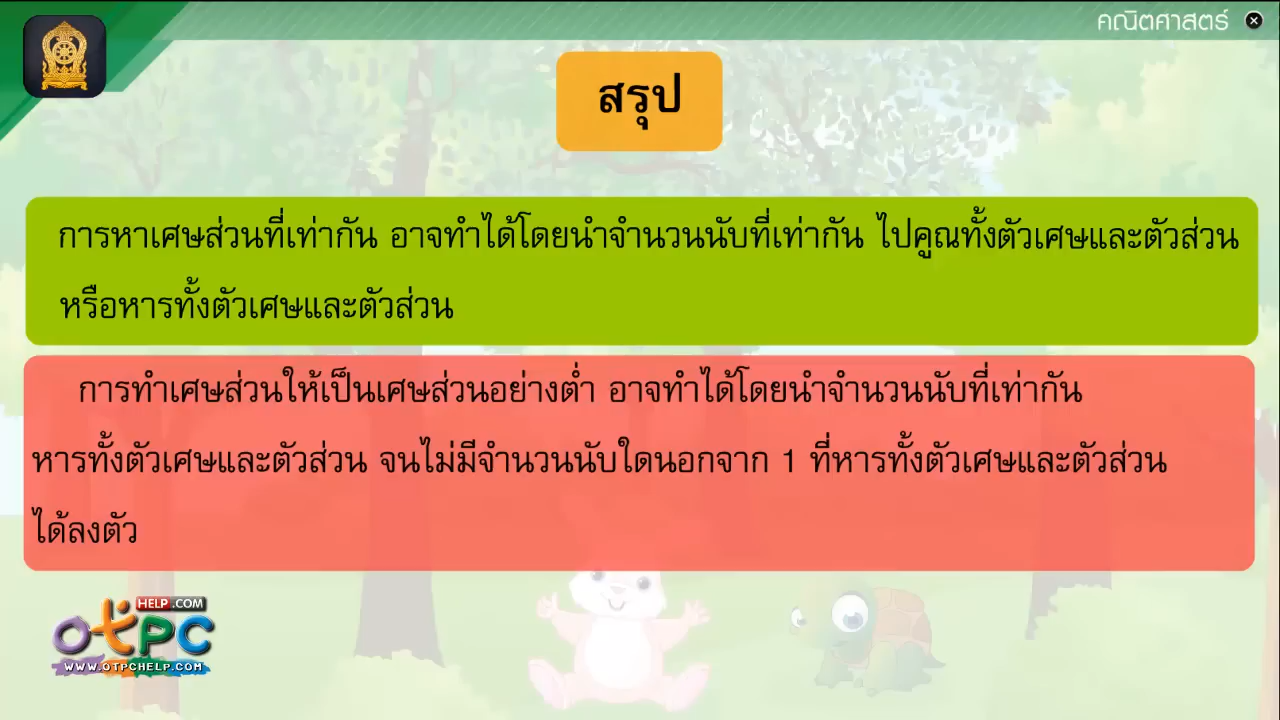 คณิตศาสตร์
สรุป
การหาเศษส่วนที่เท่ากัน อาจทำได้โดยนำจำนวนนับที่เท่ากัน ไปคูณทั้งตัวเศษและตัวส่วน
หรือหารทั้งตัวเศษและตัวส่วน
การทำเศษส่วนให้เป็นเศษส่วนอย่างต่ำ อาจทำได้โดยนำจำนวนนับที่เท่ากัน
หารทั้งตัวเศษและตัวส่วน จนไม่มีจำนวนนับใดนอกจาก 1 ที่หารทั้งตัวเศษและตัวส่วน
ได้ลงตัว
HELP.COM
OTPC
WWW.OTPCHELP.COM